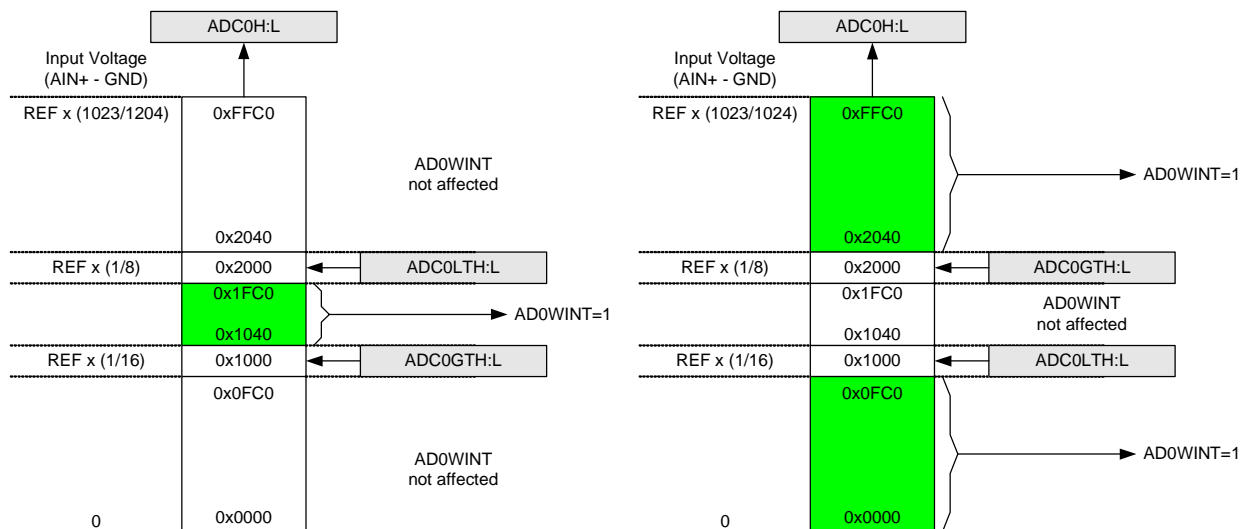 ADC0H:L
Input Voltage
(AIN+ - GND)
REF x (1023/1204)
0xFFC0
AD0WINT
not affected
0x2040
REF x (1/8)
0x2000
ADC0LTH:L
0x1FC0
AD0WINT=1
0x1040
REF x (1/16)
0x1000
ADC0GTH:L
0x0FC0
AD0WINT
not affected
0
0x0000
ADC0H:L
Input Voltage
(AIN+ - GND)
REF x (1023/1024)
0xFFC0
AD0WINT=1
0x2040
REF x (1/8)
0x2000
ADC0GTH:L
0x1FC0
AD0WINT
not affected
0x1040
REF x (1/16)
0x1000
ADC0LTH:L
0x0FC0
AD0WINT=1
0
0x0000